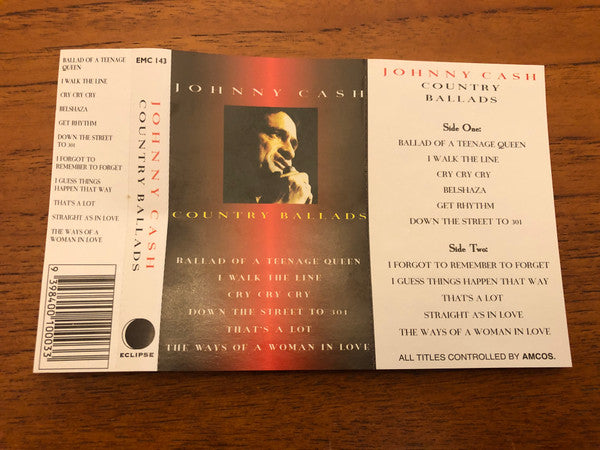 BALLAD OF A TEENAGE
QUEEN
I WALK THE LINE
CRY CRY CRY
BELSHAZA
GET RHYTHM
DOWN THE STREET
TO 301
I FORGOT TO
REMEMBER TO FORGET
I GUESS THINGS
HAPPEN THAT WAY
THAT'S A LOT
STRAIGHT A'S IN LOVE
THE WAYS OF A
WOMAN IN LOVE
9 398400 100033
EMC 143
JOHNNY CASH
COUNTRY BALLADS
ECLIPSE
JOHNNY CASH
COUNTRY BALLADS
BALLAD OF A TEENAGE QUEEN
I WALK THE LINE
CRY CRY CRY
DOWN THE STREET TO 301
THAT'S A LOT
THE WAYS OF A WOMAN IN LOVE
JOHNNY CASH
COUNTRY
BALLADS
Side One:
BALLAD OF A TEENAGE QUEEN
I WALK THE LINE
CRY CRY CRY
BELSHAZA
GET RHYTHM
DOWN THE STREET TO 301
Side Two:
I FORGOT TO REMEMBER TO FORGET
I GUESS THINGS HAPPEN THAT WAY
THAT'S A LOT
STRAIGHT A'S IN LOVE
THE WAYS OF A WOMAN IN LOVE
ALL TITLES CONTROLLED BY AMCOS.